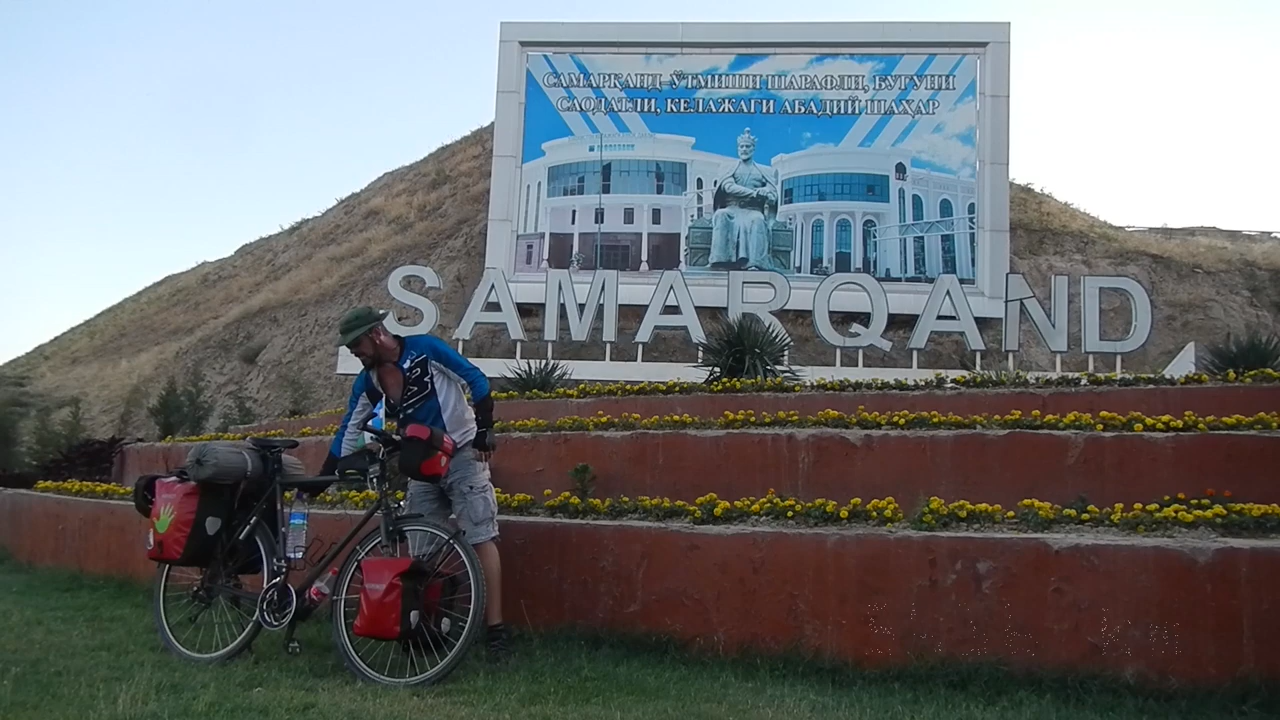 САМАРҚАНД-ЎТМИШИ ШАРАФЛИ, БУГУНИ
САОДАТЛИ, КЕЛАЖАГИ АБАДИЙ ШАҲАР
SAMARQAND